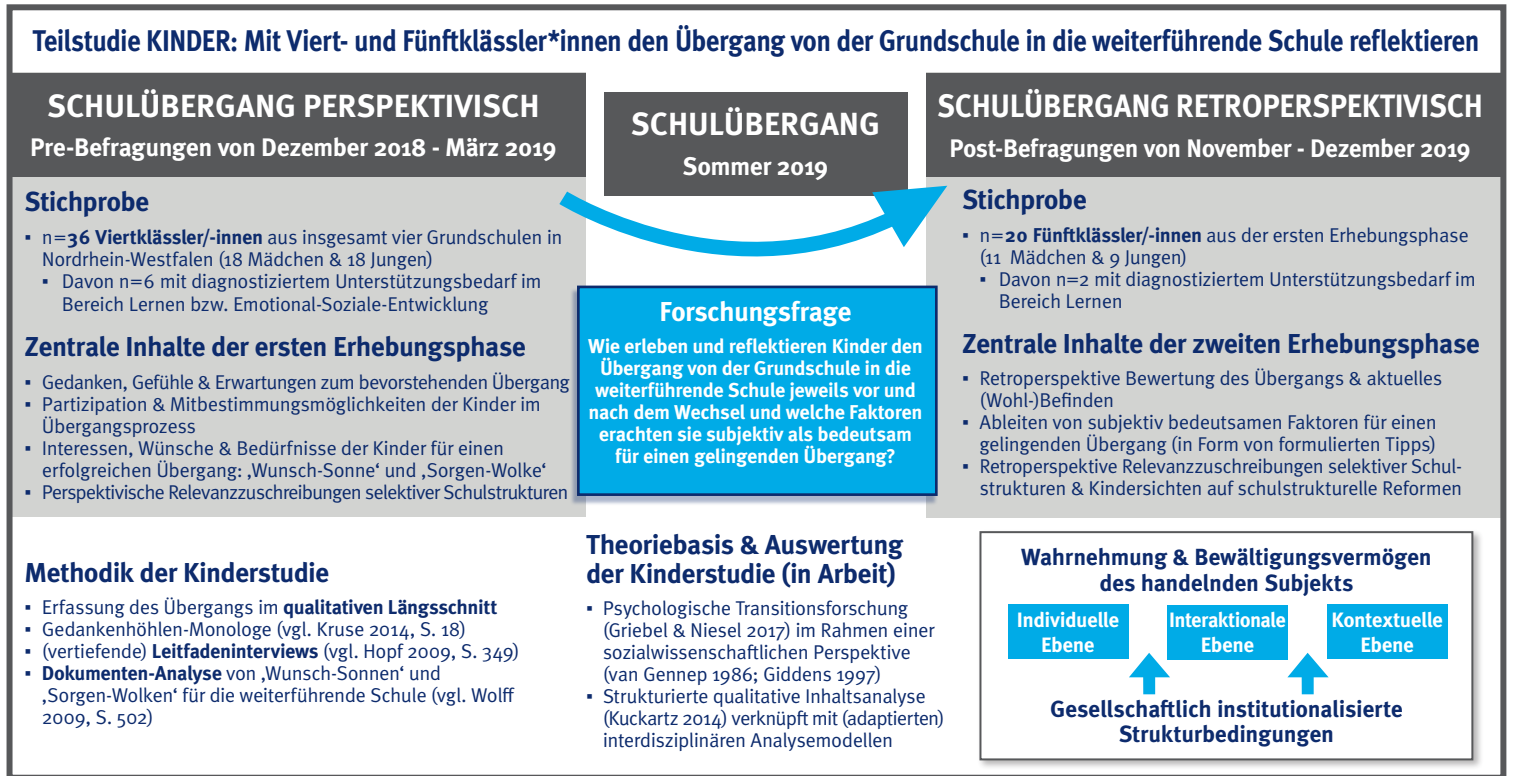 Teilstudie KINDER: Mit Viert- und Fünftklässler*innen den Übergang von der Grundschule in die weiterführende Schule reflektieren
SCHULÜBERGANG PERSPEKTIVISCH
Pre-Befragungen von Dezember 2018 - März 2019
Stichprobe
▪ n=36 Viertklässler/-innen aus insgesamt vier Grundschulen in
Nordrhein-Westfalen (18 Mädchen & 18 Jungen)
▪ Davon n=6 mit diagnostiziertem Unterstützungsbedarf im
Bereich Lernen bzw. Emotional-Soziale-Entwicklung
Zentrale Inhalte der ersten Erhebungsphase
▪ Gedanken, Gefühle & Erwartungen zum bevorstehenden Übergang
▪ Partizipation & Mitbestimmungsmöglichkeiten der Kinder im
Übergangsprozess
▪ Interessen, Wünsche & Bedürfnisse der Kinder für einen
erfolgreichen Übergang: ‚Wunsch-Sonne‘ und ‚Sorgen-Wolke‘
▪ Perspektivische Relevanzzuschreibungen selektiver Schulstrukturen
SCHULÜBERGANG
Sommer 2019
Forschungsfrage
Wie erleben und reflektieren Kinder den
Übergang von der Grundschule in die
weiterführende Schule jeweils vor und
nach dem Wechsel und welche Faktoren
erachten sie subjektiv als bedeutsam
für einen gelingenden Übergang?
SCHULÜBERGANG RETROPERSPEKTIVISCH
Post-Befragungen von November - Dezember 2019
Stichprobe
▪ n=20 Fünftklässler/-innen aus der ersten Erhebungsphase
(11 Mädchen & 9 Jungen)
▪ Davon n=2 mit diagnostiziertem Unterstützungsbedarf im
Bereich Lernen
Zentrale Inhalte der zweiten Erhebungsphase
▪ Retroperspektive Bewertung des Übergangs & aktuelles
(Wohl-)Befinden
▪ Ableiten von subjektiv bedeutsamen Faktoren für einen
gelingenden Übergang (in Form von formulierten Tipps)
▪ Retroperspektive Relevanzzuschreibungen selektiver Schul-
strukturen & Kindersichten auf schulstrukturelle Reformen
Methodik der Kinderstudie
▪ Erfassung des Übergangs im qualitativen Längsschnitt
▪ Gedankenhöhlen-Monologe (vgl. Kruse 2014, S. 18)
▪ (vertiefende) Leitfadeninterviews (vgl. Hopf 2009, S. 349)
▪ Dokumenten-Analyse von ‚Wunsch-Sonnen‘ und
‚Sorgen-Wolken‘ für die weiterführende Schule (vgl. Wolff
2009, S. 502)
Theoriebasis & Auswertung
der Kinderstudie (in Arbeit)
▪ Psychologische Transitionsforschung
(Griebel & Niesel 2017) im Rahmen einer
sozialwissenschaftlichen Perspektive
(van Gennep 1986; Giddens 1997)
▪ Strukturierte qualitative Inhaltsanalyse
(Kuckartz 2014) verknüpft mit (adaptierten)
interdisziplinären Analysemodellen
Wahrnehmung & Bewältigungsvermögen
des handelnden Subjekts
Individuelle
Ebene
Interaktionale
Ebene
Kontextuelle
Ebene
Gesellschaftlich institutionalisierte
Strukturbedingungen